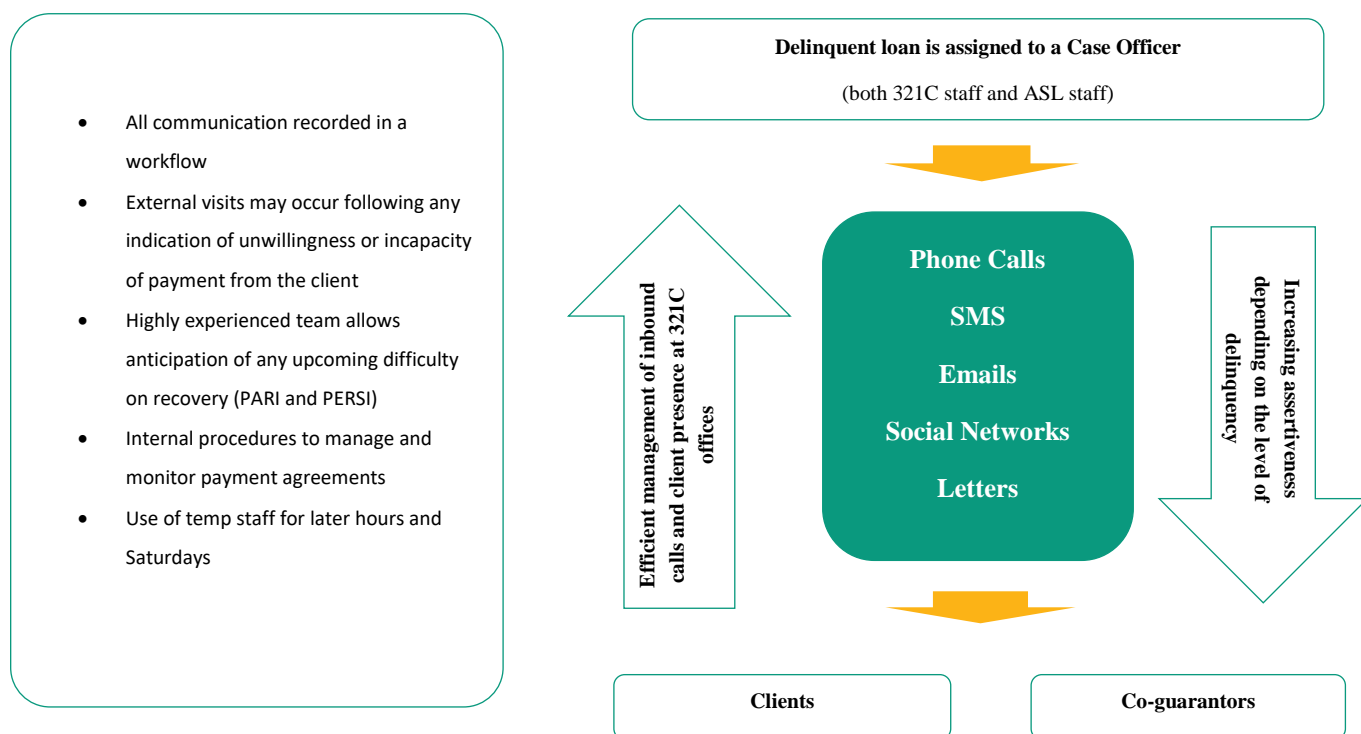 • All communication recorded in a
workflow
• External visits may occur following any
indication of unwillingness or incapacity
of payment from the client
• Highly experienced team allows
anticipation of any upcoming difficulty
on recovery (PARI and PERSI)
• Internal procedures to manage and
monitor payment agreements
• Use of temp staff for later hours and
Saturdays
Delinquent loan is assigned to a Case Officer
(both 321C staff and ASL staff)
Efficient management of inbound
calls and client presence at 321C
offices
Phone Calls
SMS
Emails
Social Networks
Letters
Increasing assertiveness
depending on the level of
delinquency
Clients
Co-guarantors